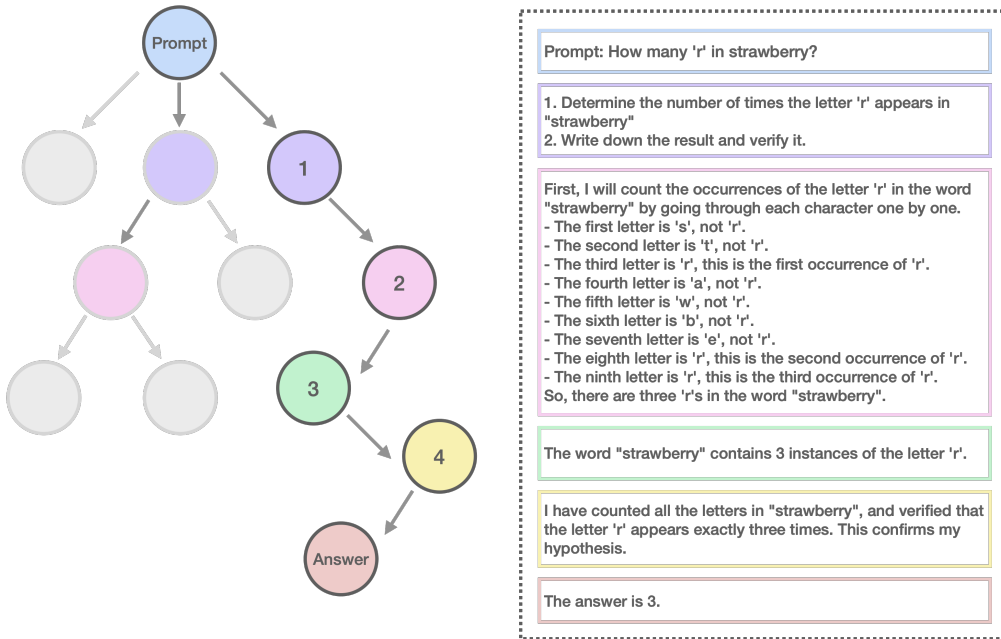 Prompt
1
2
3
4
Answer
Prompt: How many 'r' in strawberry?
1. Determine the number of times the letter 'r' appears in
"strawberry"
2. Write down the result and verify it.
First, I will count the occurrences of the letter 'r' in the word
"strawberry" by going through each character one by one.
- The first letter is 's', not 'r'.
- The second letter is 't', not 'r'.
- The third letter is 'r', this is the first occurrence of 'r'.
- The fourth letter is 'a', not 'r'.
- The fifth letter is 'w', not 'r'.
- The sixth letter is 'b', not 'r'.
- The seventh letter is 'e', not 'r'.
- The eighth letter is 'r', this is the second occurrence of 'r'.
- The ninth letter is 'r', this is the third occurrence of 'r'.
So, there are three 'r's in the word "strawberry".
The word "strawberry" contains 3 instances of the letter 'r'.
I have counted all the letters in "strawberry", and verified that
the letter 'r' appears exactly three times. This confirms my
hypothesis.
The answer is 3.